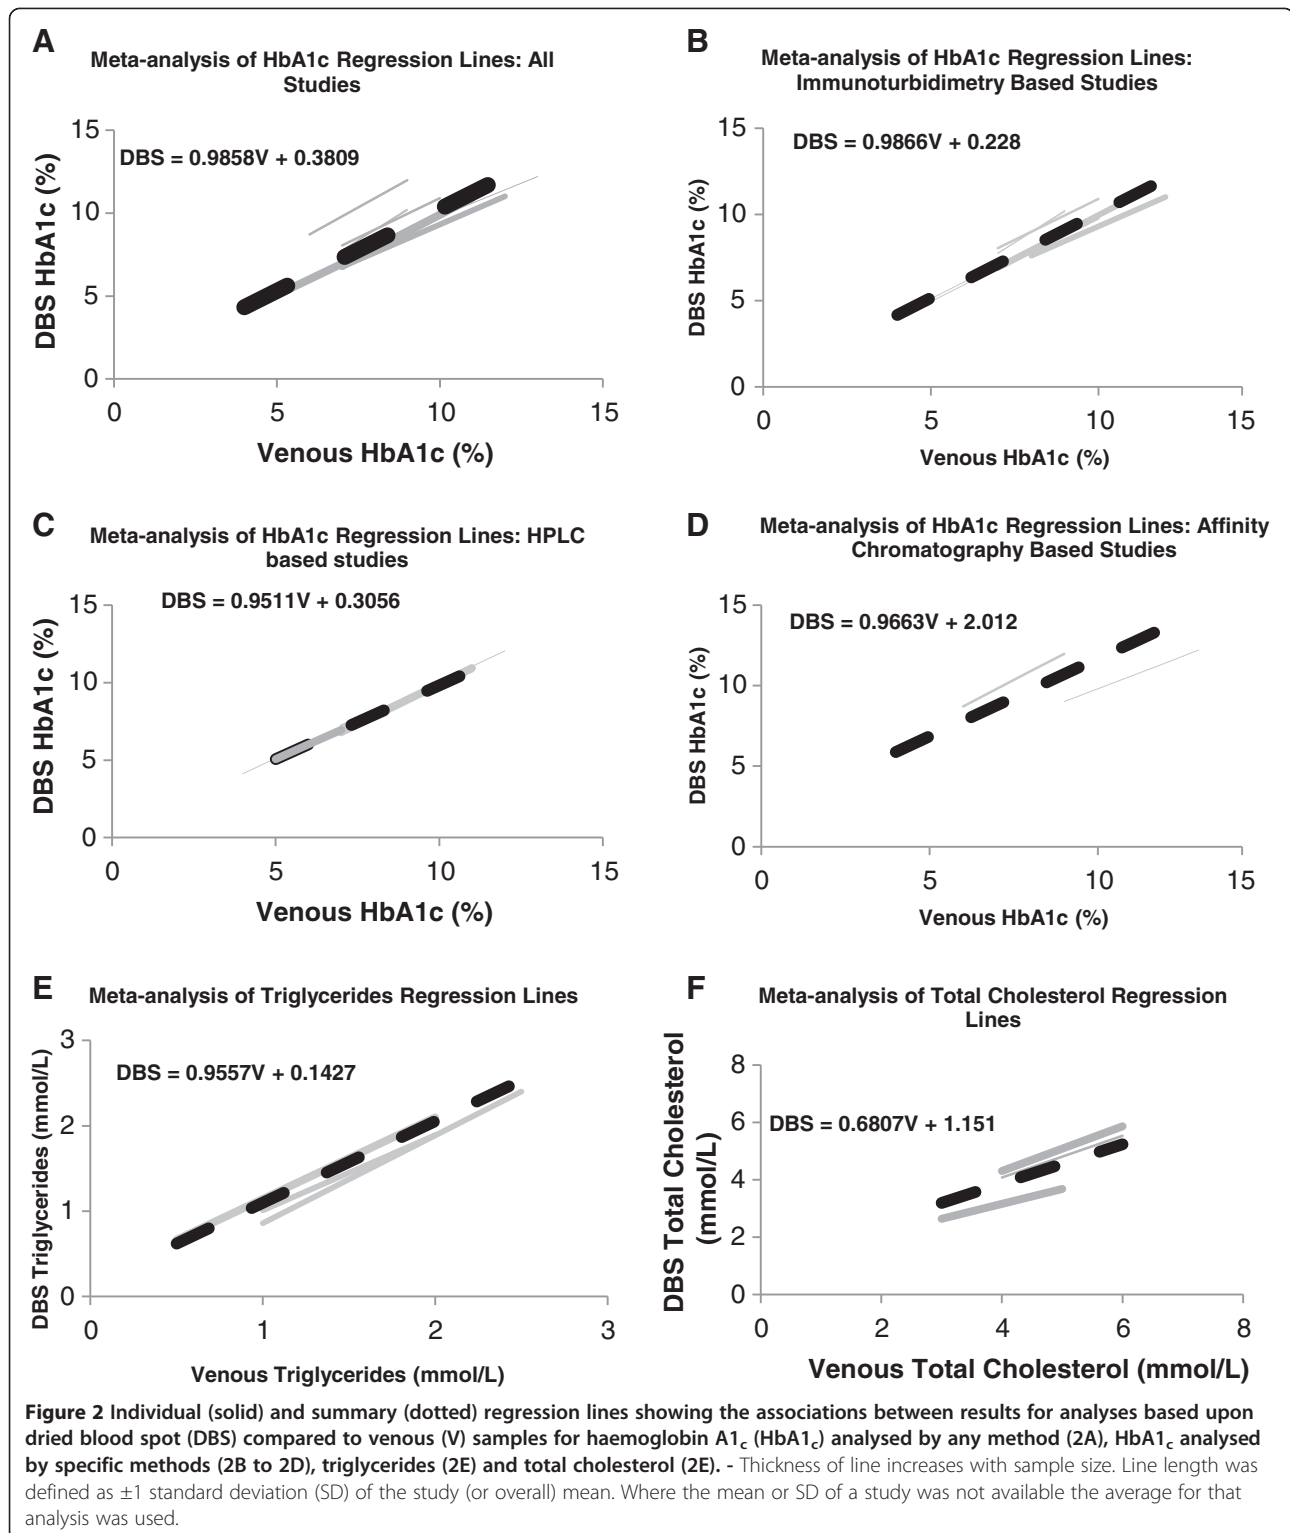 A
Meta-analysis of HbA1c Regression Lines: All
Studies
DBS = 0.9858V + 0.3809
DBS HbA1c (%)
15
10
5
0
0 5 10 15
Venous HbA1c (%)
B
Meta-analysis of HbA1c Regression Lines:
Immunoturbidimetry Based Studies
DBS = 0.9866V + 0.228
DBS HbA1c (%)
15
10
5
0
0 5 10 15
Venous HbA1c (%)
C
Meta-analysis of HbA1c Regression Lines: HPLC
based studies
DBS = 0.9511V + 0.3056
DBS HbA1c (%)
15
10
5
0
0 5 10 15
Venous HbA1c (%)
D
Meta-analysis of HbA1c Regression Lines: Affinity
Chromatography Based Studies
DBS = 0.9663V + 2.012
DBS HbA1c (%)
15
10
5
0
0 5 10 15
Venous HbA1c (%)
E
Meta-analysis of Triglycerides Regression Lines
DBS = 0.9557V + 0.1427
DBS Triglycerides (mmol/L)
3
2
1
0
0 1 2 3
Venous Triglycerides (mmol/L)
F
Meta-analysis of Total Cholesterol Regression
Lines
DBS = 0.6807V + 1.151
DBS Total Cholesterol
(mmol/L)
8
6
4
2
0
0 2 4 6 8
Venous Total Cholesterol (mmol/L)
Figure 2 Individual (solid) and summary (dotted) regression lines showing the associations between results for analyses based upon
dried blood spot (DBS) compared to venous (V) samples for haemoglobin A1c (HbA1c) analysed by any method (2A), HbA1c analysed
by specific methods (2B to 2D), triglycerides (2E) and total cholesterol (2E). - Thickness of line increases with sample size. Line length was
defined as ±1 standard deviation (SD) of the study (or overall) mean. Where the mean or SD of a study was not available the average for that
analysis was used.